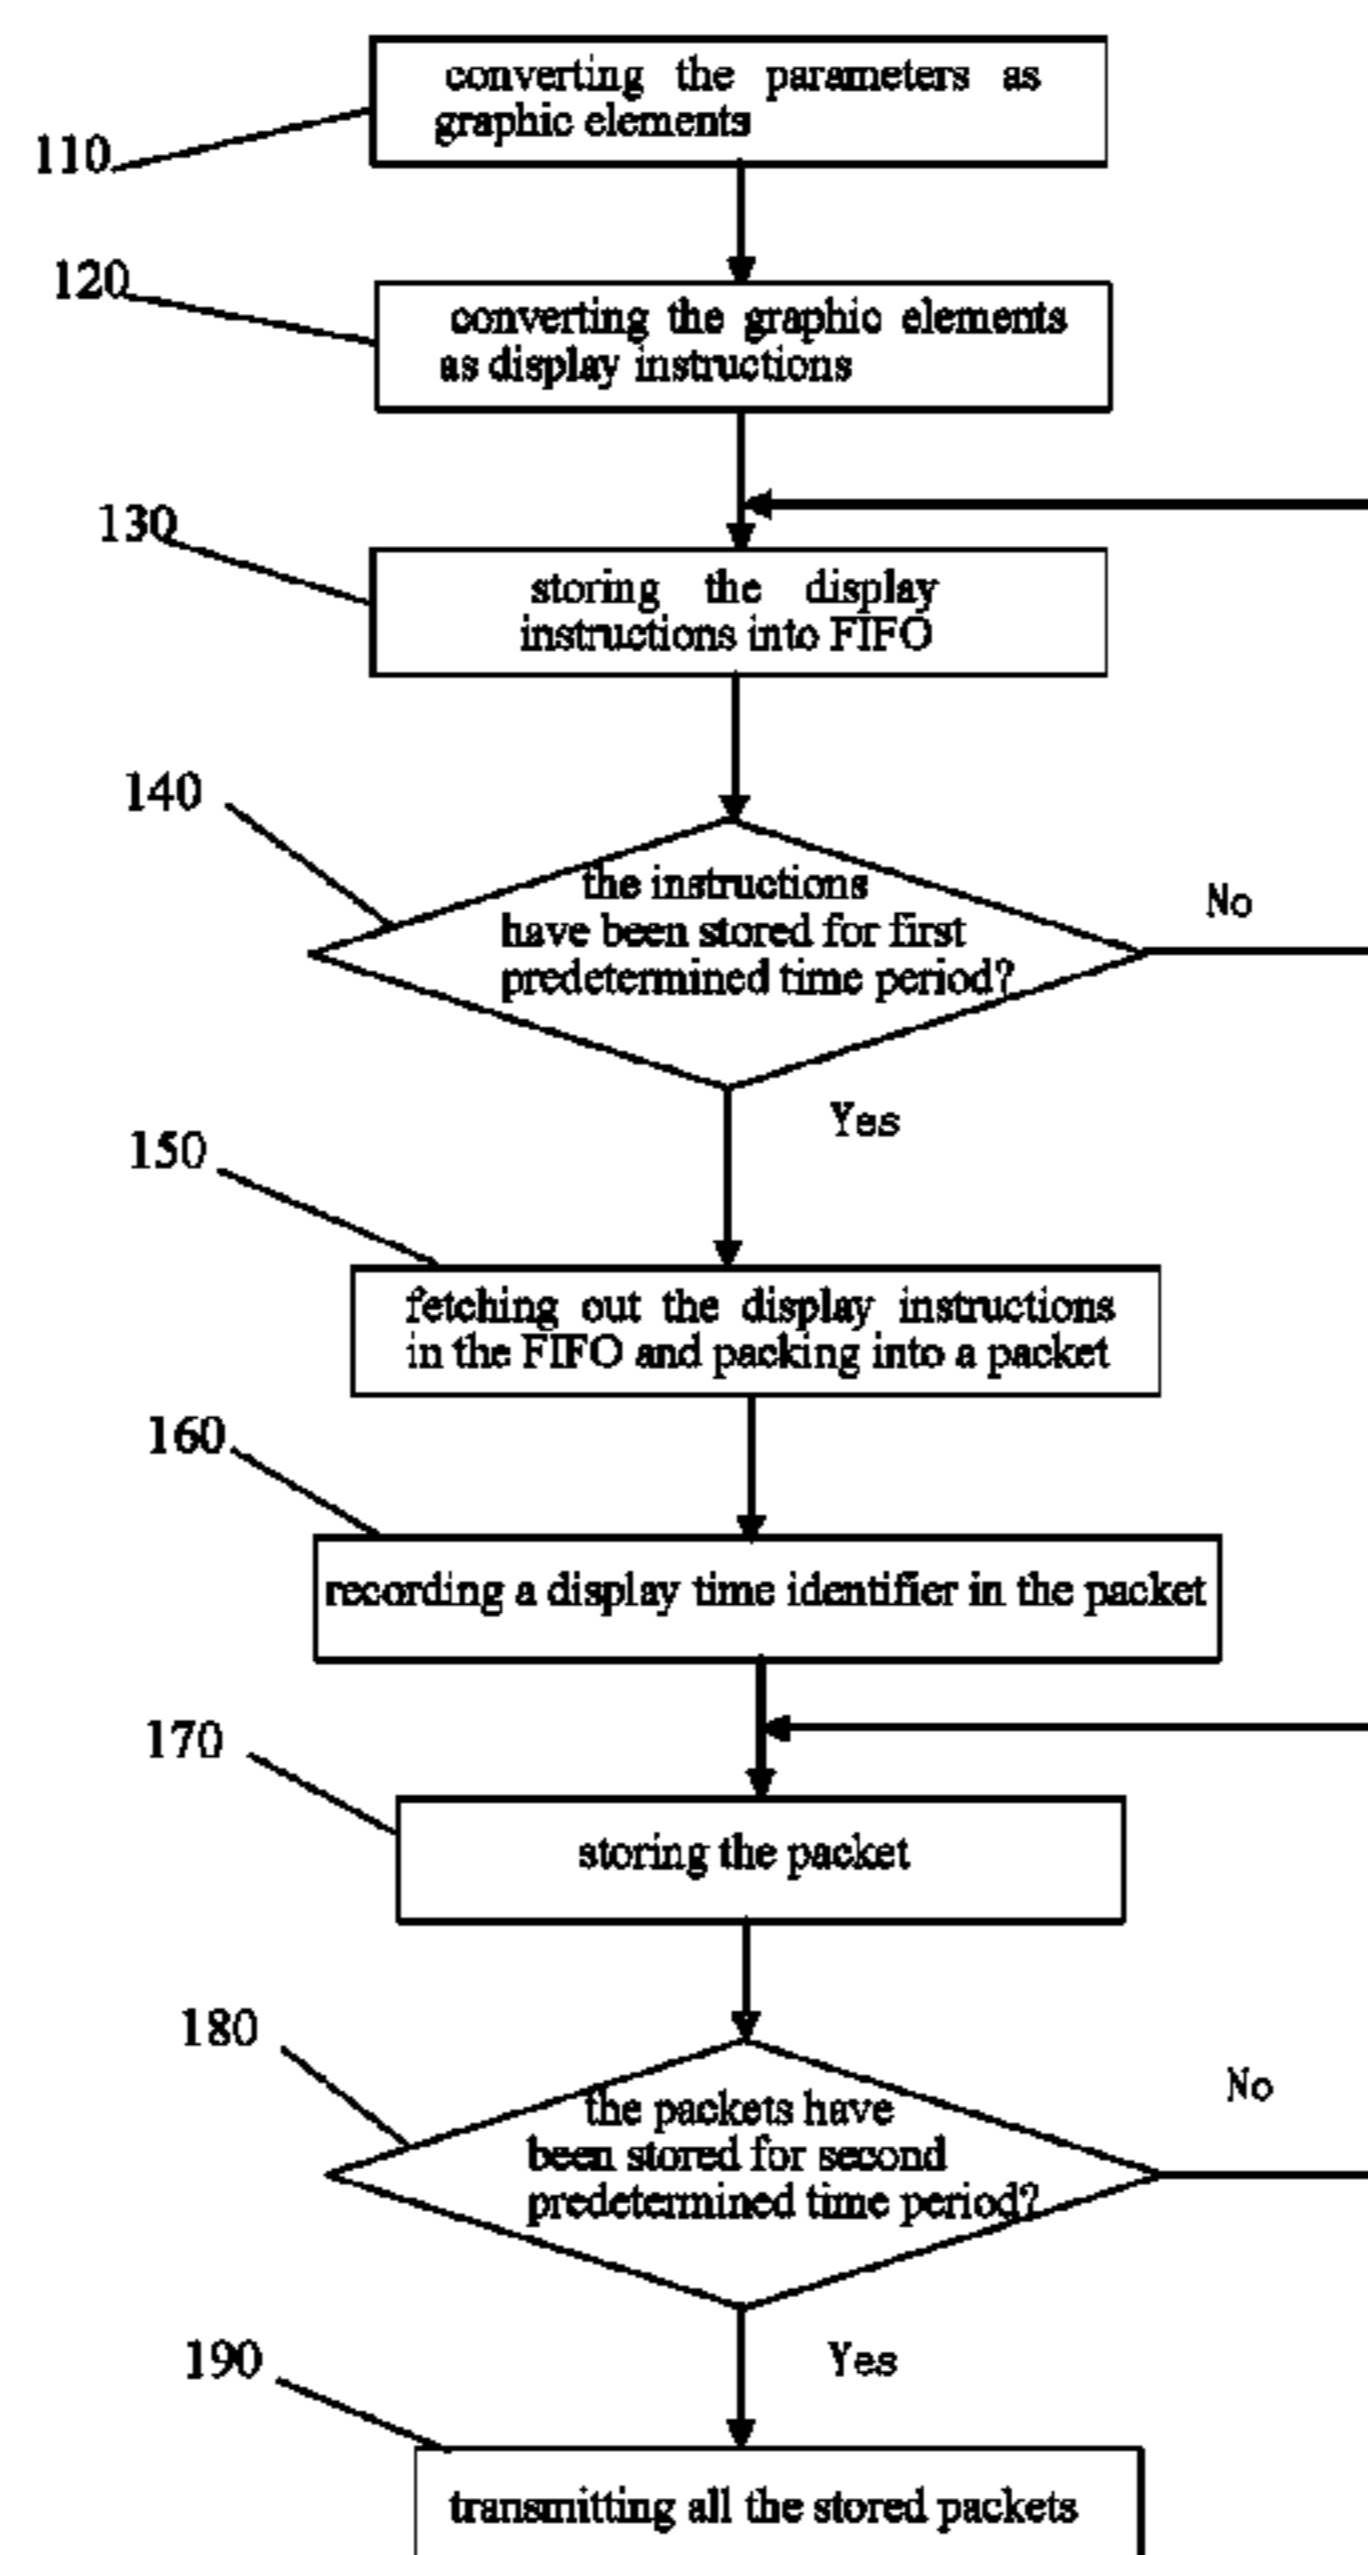 converting the parameters as
graphic elements
110
120
converting the graphic elements
as display instructions
130
storing the display
instructions into FIFO
140
the instructions
have been stored for first
predetermined time period?
No
Yes
150
fetching out the display instructions
in the FIFO and packing into a packet
160
recording a display time identifier in the packet
170
storing the packet
180
the packets have
been stored for second
predetermined time period?
No
Yes
190
transmitting all the stored packets